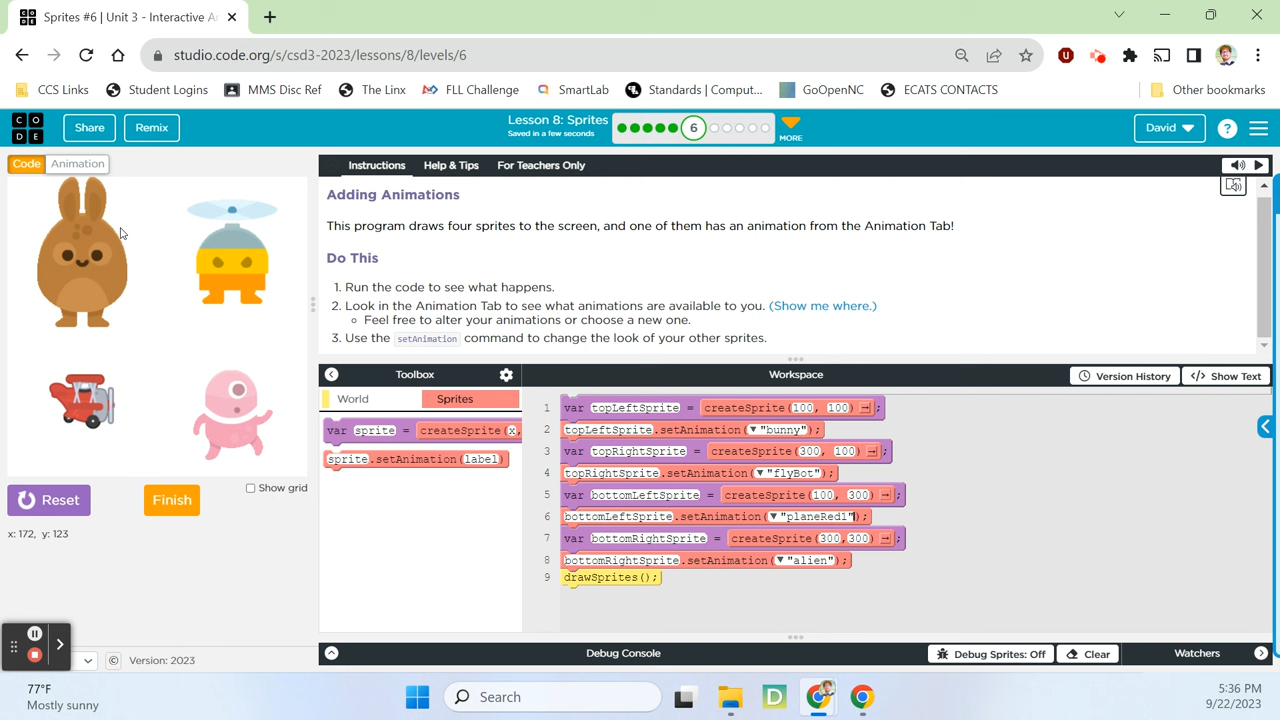 Sprites #6 | Unit 3 - Interactive A
studio.code.org/s/csd3-2023/lessons/8/levels/6
CCS Links
Student Logins
MMS Disc Ref
The Linx
FLL Challenge
SmartLab
Standards | Comput...
GoOpenNC
ECATS CONTACTS
Other bookmarks
CO
DE
Share
Remix
Lesson 8: Sprites
Saved in a few seconds
6
MORE
David
?
Code
Animation
Instructions
Help & Tips
For Teachers Only
Adding Animations
This program draws four sprites to the screen, and one of them has an animation from the Animation Tab!
Do This
1. Run the code to see what happens.
2. Look in the Animation Tab to see what animations are available to you. (Show me where.)
Feel free to alter your animations or choose a new one.
3. Use the setAnimation command to change the look of your other sprites.
Toolbox
Workspace
Version History
</> Show Text
World
Sprites
var sprite = createSprite(x,
sprite.setAnimation(label)
1 var topLeftSprite = createSprite(100, 100);
2 topLeftSprite.setAnimation(▼"bunny");
3 var topRightSprite = createSprite(300, 100);
4 topRightSprite.setAnimation(▼"flyBot");
5 var bottomLeftSprite = createSprite(100, 300);
6 bottomLeftSprite.setAnimation(▼"planeRed1");
7 var bottomRightSprite = createSprite(300,300);
8 bottomRightSprite.setAnimation(▼"alien");
9 drawSprites();
Reset
Finish
Show grid
x: 172, y: 123
© Version: 2023
Debug Console
Debug Sprites: Off
Clear
Watchers
77°F
Mostly sunny
Search
D
5:36 PM
9/22/2023